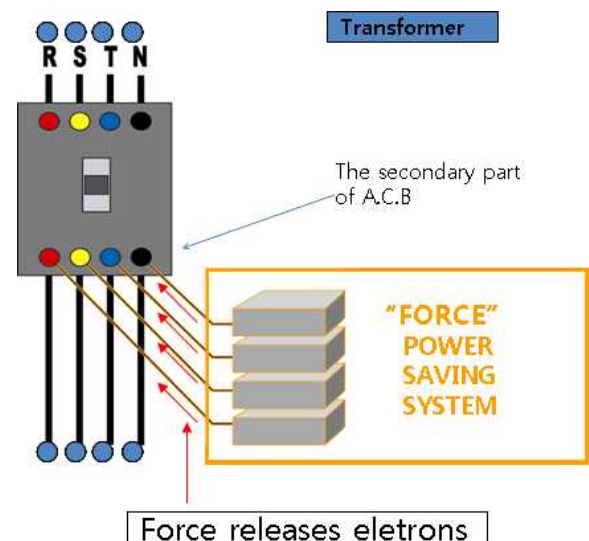 Transformer
R S T N
The secondary part
of A.C.B
"FORCE"
POWER
SAVING
SYSTEM
Force releases eletrons